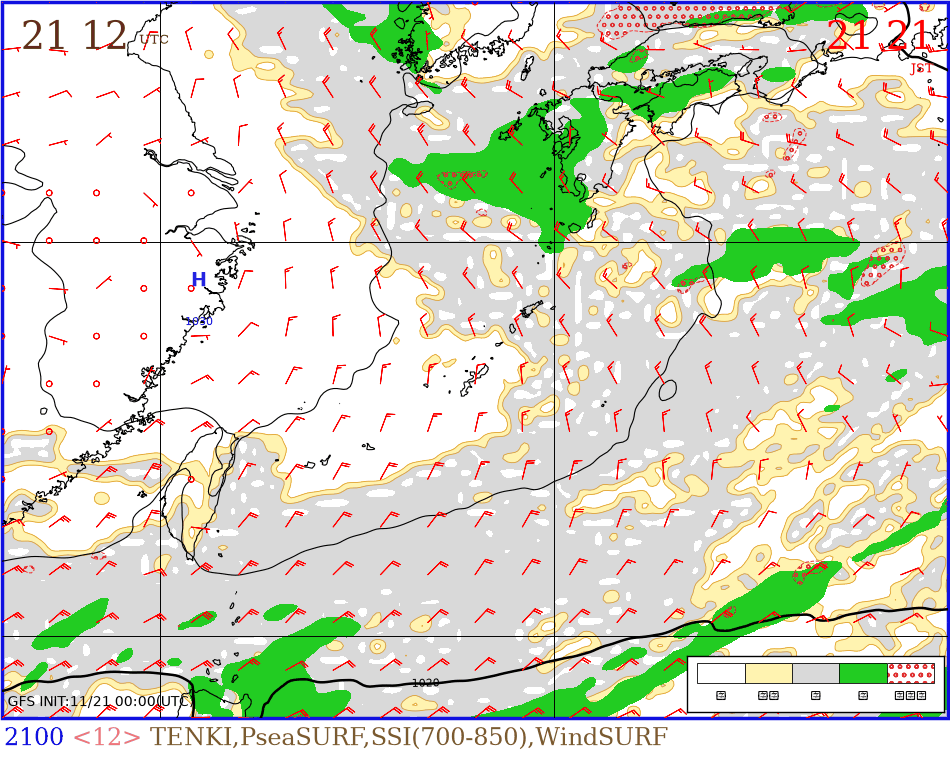 21 12 UTC
21 21
JST
H
1030
1020
GFS INIT:11/21 00:00(UTC)
2100 <12> TENKI,PseaSURF,SSI(700-850),WindSURF